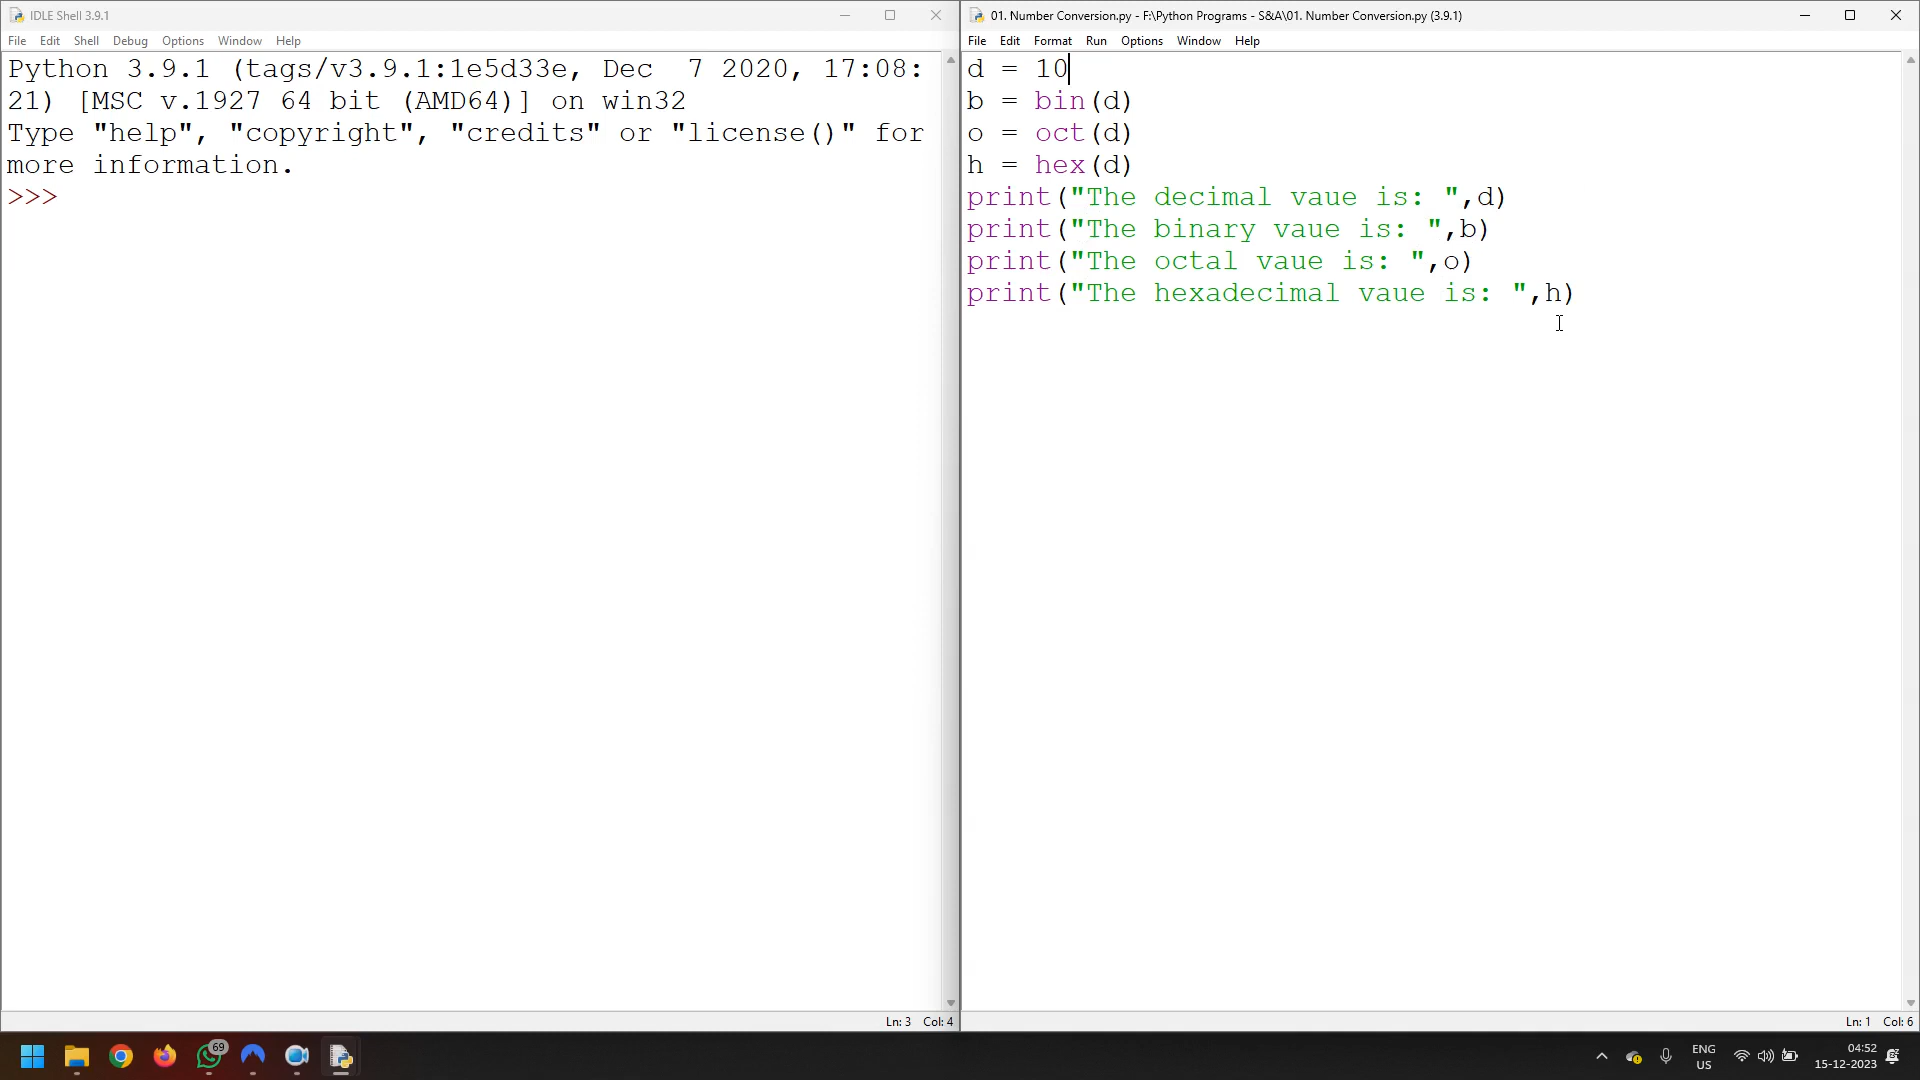 IDLE Shell 3.9.1
File Edit Shell Debug Options Window Help
Python 3.9.1 (tags/v3.9.1:1e5d33e, Dec  7 2020, 17:08:
21) [MSC v.1927 64 bit (AMD64)] on win32
Type "help", "copyright", "credits" or "license()" for
more information.
>>>
Ln: 3 Col: 4
01. Number Conversion.py - F:\Python Programs - S&A\01. Number Conversion.py (3.9.1)
File Edit Format Run Options Window Help
d = 10
b = bin(d)
o = oct(d)
h = hex(d)
print("The decimal vaue is: ",d)
print("The binary vaue is: ",b)
print("The octal vaue is: ",o)
print("The hexadecimal vaue is: ",h)
Ln: 1 Col: 6
69
ENG
US
04:52
15-12-2023